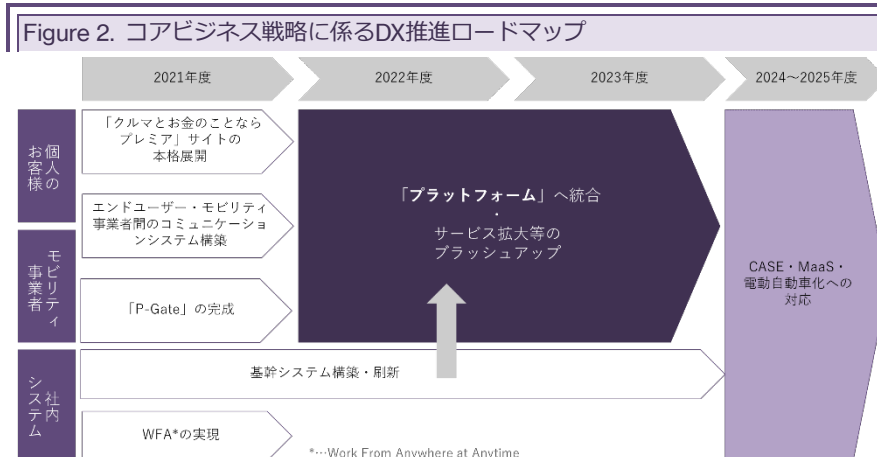 Figure 2. コアビジネス戦略に係るDX推進ロードマップ
2021年度
2022年度
2023年度
2024～2025年度
個人の
お客様
「クルマとお金のことなら
プレミア」サイトの
本格展開
エンドユーザー・モビリティ
事業者間のコミュニケーショ
ンシステム構築
モビリティ
事業者
「P-Gate」の完成
「プラットフォーム」へ統合
・
サービス拡大等の
ブラッシュアップ
CASE・MaaS・
電動自動車化への
対応
社内
システム
基幹システム構築・刷新
WFA*の実現
*…Work From Anywhere at Anytime